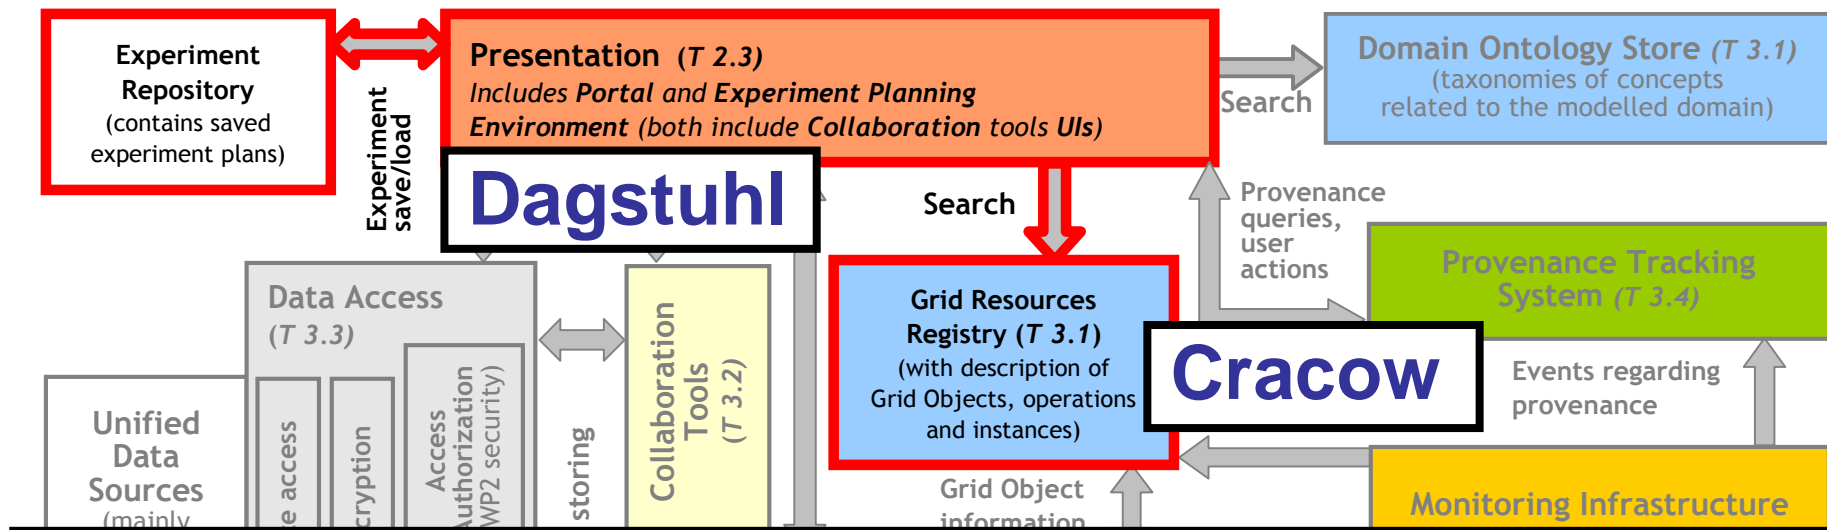 Experiment
Repository
(contains saved
experiment plans)
Experiment
save/load
Presentation (T 2.3)
Includes Portal and Experiment Planning
Environment (both include Collaboration tools UIs)
Search
Domain Ontology Store (T 3.1)
(taxonomies of concepts
related to the modelled domain)
Dagstuhl
Search
Provenance
queries,
user
actions
Provenance Tracking
System (T 3.4)
Data Access
(T 3.3)
Collaboration
Tools
(T 3.2)
Grid Resources
Registry (T 3.1)
(with description of
Grid Objects, operations
and instances)
Cracow
Events regarding
provenance
Unified
Data
Sources
(mainly
access
Access
WP2 security)
storing
Grid Object
information
Monitoring Infrastructure